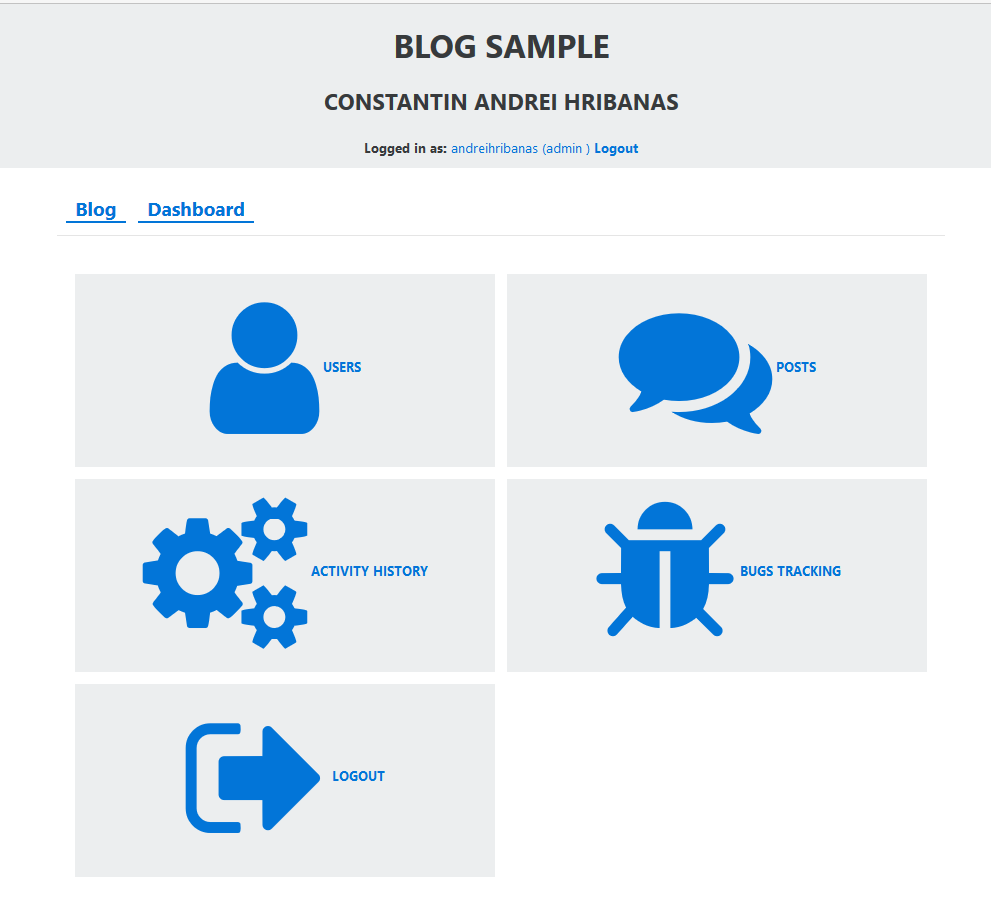 BLOG SAMPLE
CONSTANTIN ANDREI HRIBANAS
Logged in as: andreihribanas (admin ) Logout
Blog Dashboard
USERS
POSTS
ACTIVITY HISTORY
BUGS TRACKING
LOGOUT